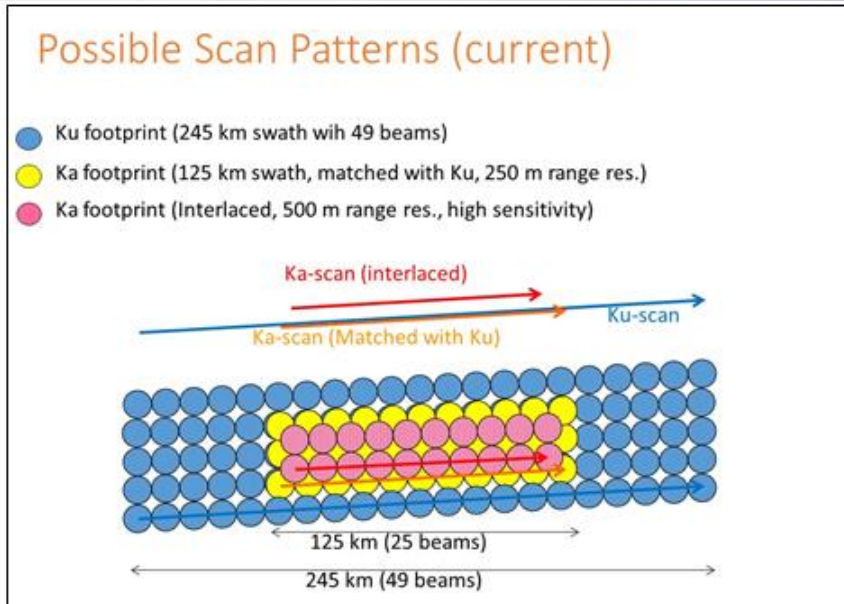 Possible Scan Patterns (current)
Ku footprint (245 km swath wih 49 beams)
Ka footprint (125 km swath, matched with Ku, 250 m range res.)
Ka footprint (Interlaced, 500 m range res., high sensitivity)
Ka-scan (interlaced)
Ku-scan
Ka-scan (Matched with Ku)
125 km (25 beams)
245 km (49 beams)